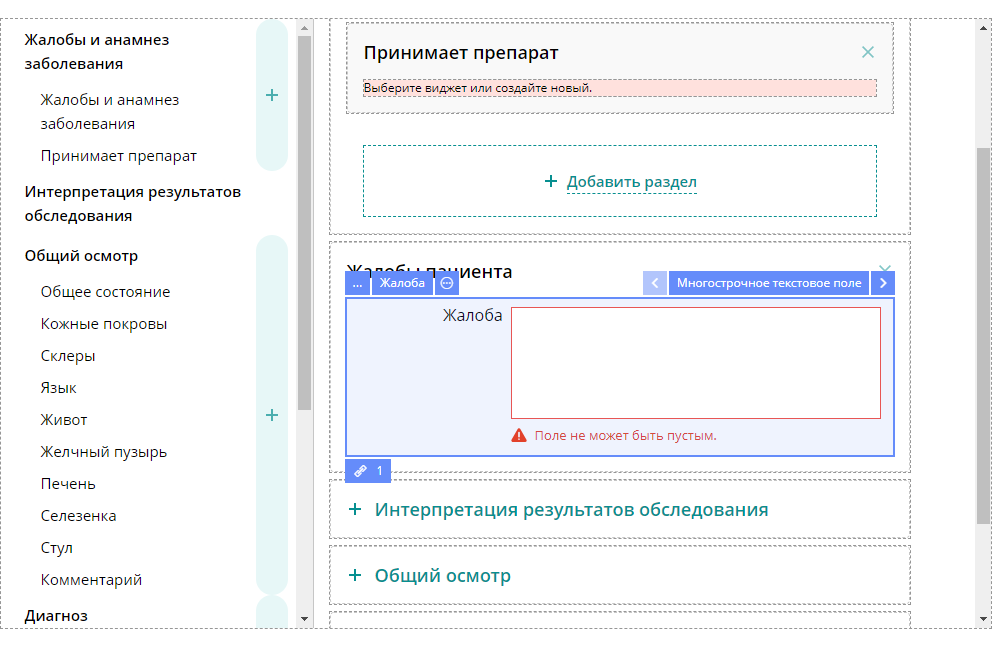 Жалобы и анамнез
заболевания
Жалобы и анамнез
заболевания
Принимает препарат
Интерпретация результатов
обследования
Общий осмотр
Общее состояние
Кожные покровы
Склеры
Язык
Живот
Желчный пузырь
Печень
Селезенка
Стул
Комментарий
Диагноз
Принимает препарат
Выберите виджет или создайте новый.
+ Добавить раздел
Жалобы пациента
... Жалоба
Многострочное текстовое поле
Жалоба
Поле не может быть пустым.
1
+ Интерпретация результатов обследования
+ Общий осмотр